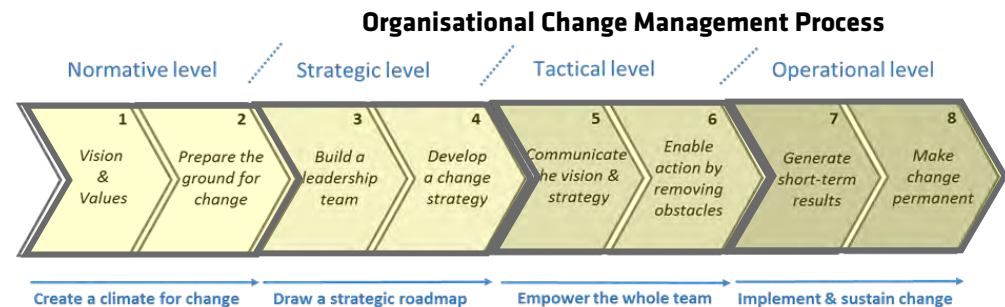 Organisational Change Management Process
Normative level
Strategic level
Tactical level
Operational level
1
Vision
&
Values
2
Prepare the
ground for
change
3
Build a
leadership
team
4
Develop
a change
strategy
5
Communicate
the vision &
strategy
6
Enable
action by
removing
obstacles
7
Generate
short-term
results
8
Make
change
permanent
Create a climate for change
Draw a strategic roadmap
Empower the whole team
Implement & sustain change